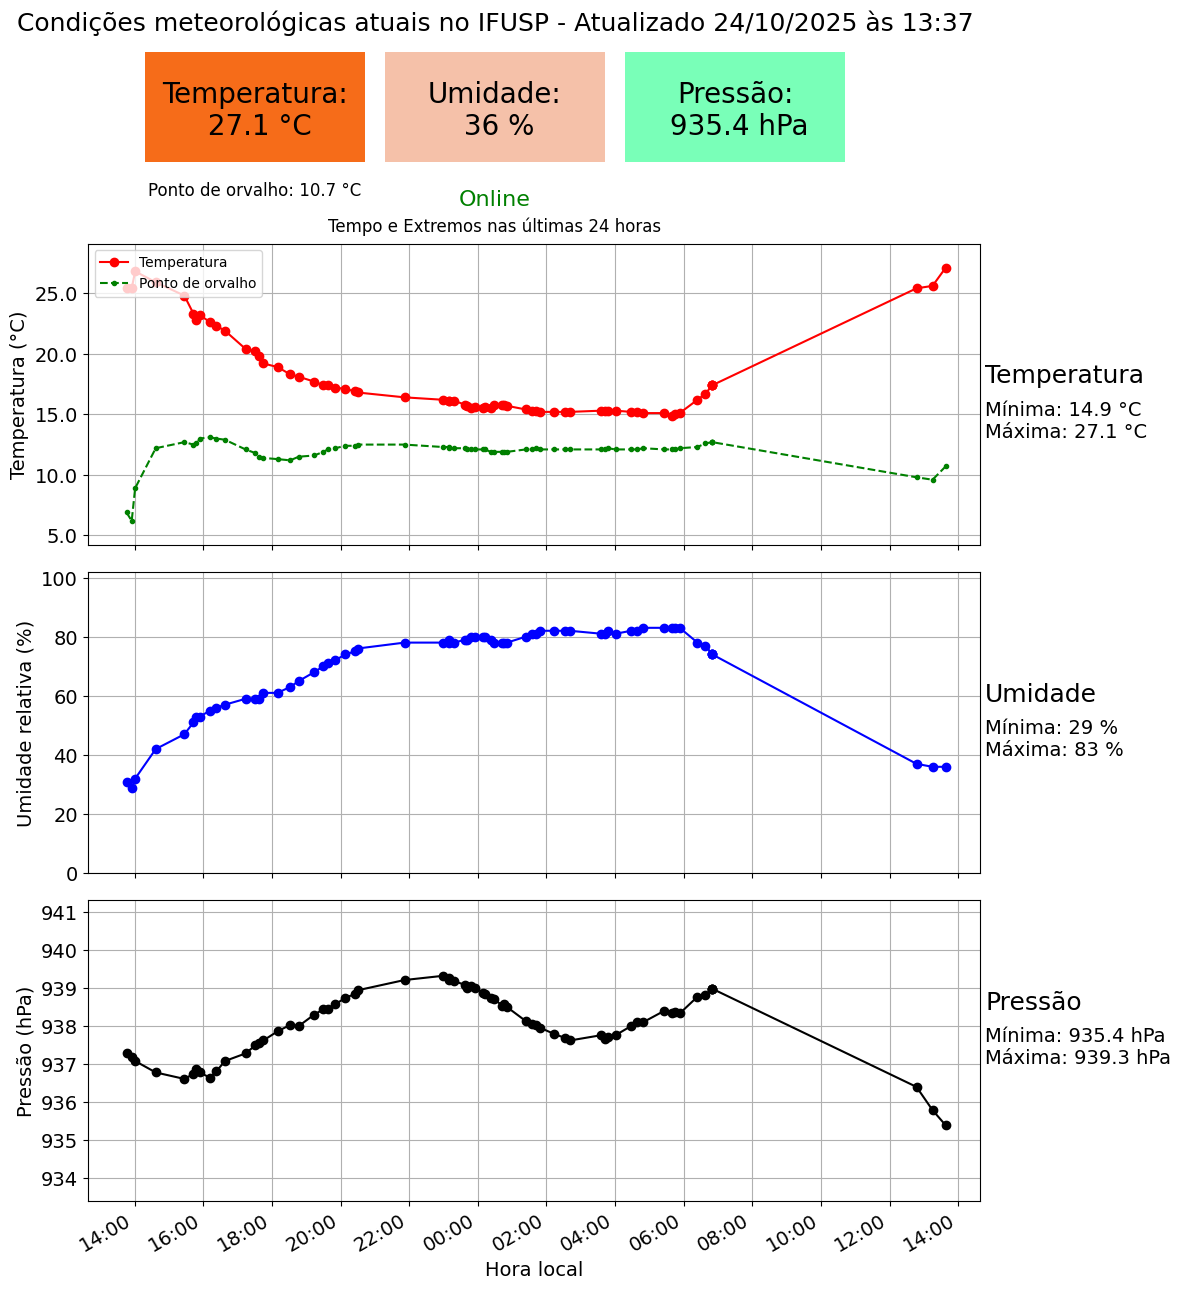 Condições meteorológicas atuais no IFUSP - Atualizado 24/10/2025 às 13:37
Temperatura:
27.1 °C
Umidade:
36 %
Pressão:
935.4 hPa
Ponto de orvalho: 10.7 °C
Online
Tempo e Extremos nas últimas 24 horas
Temperatura
Ponto de orvalho
Temperatura (°C)
25.0
20.0
15.0
10.0
5.0
Temperatura
Mínima: 14.9 °C
Máxima: 27.1 °C
Umidade relativa (%)
100
80
60
40
20
0
Umidade
Mínima: 29 %
Máxima: 83 %
Pressão (hPa)
941
940
939
938
937
936
935
934
Pressão
Mínima: 935.4 hPa
Máxima: 939.3 hPa
14:00 16:00 18:00 20:00 22:00 00:00 02:00 04:00 06:00 08:00 10:00 12:00 14:00
Hora local